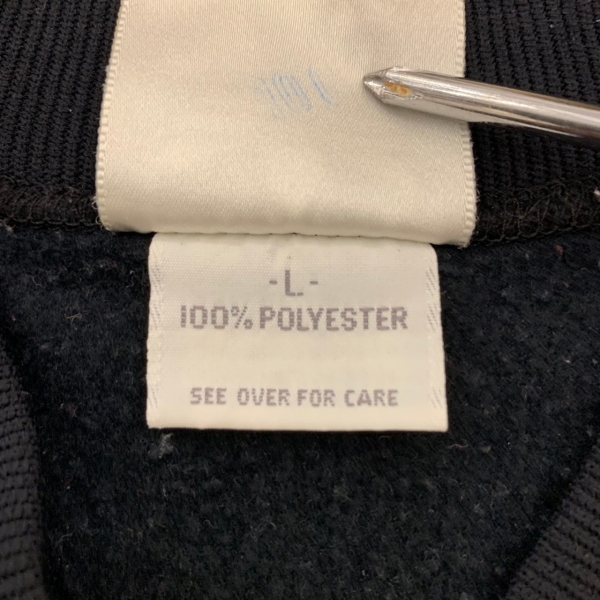 -L-
100% POLYESTER
SEE OVER FOR CARE